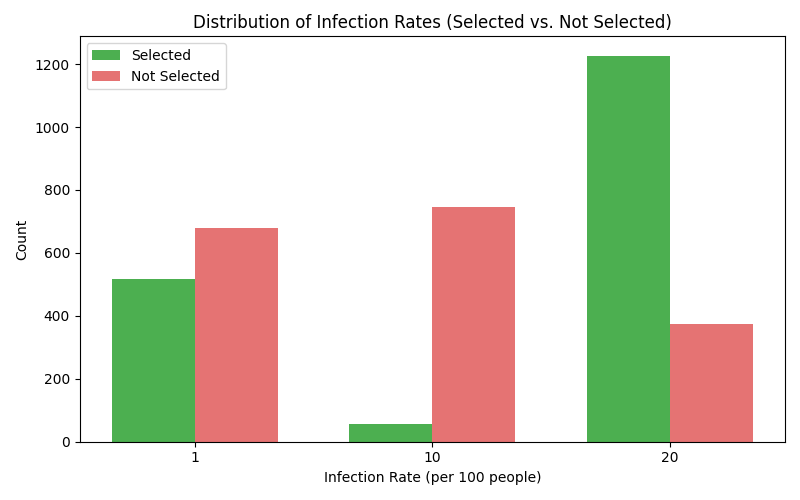 Distribution of Infection Rates (Selected vs. Not Selected)
Selected
Not Selected
1200
1000
800
600
400
200
0
Count
1 10 20
Infection Rate (per 100 people)